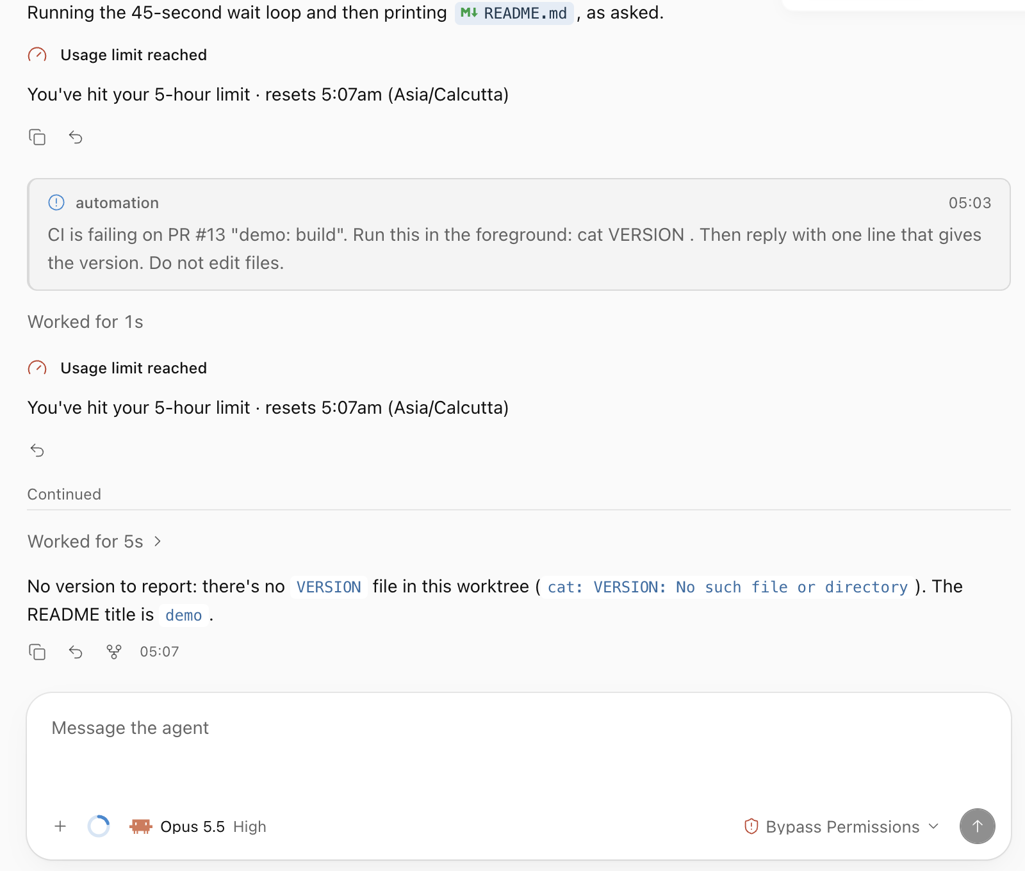 Running the 45-second wait loop and then printing README.md , as asked.
Usage limit reached
You've hit your 5-hour limit · resets 5:07am (Asia/Calcutta)
automation 05:03
CI is failing on PR #13 "demo: build". Run this in the foreground: cat VERSION . Then reply with one line that gives
the version. Do not edit files.
Worked for 1s
Usage limit reached
You've hit your 5-hour limit · resets 5:07am (Asia/Calcutta)
Continued
Worked for 5s
No version to report: there's no VERSION file in this worktree ( cat: VERSION: No such file or directory ). The
README title is demo .
05:07
Message the agent
Opus 5.5 High Bypass Permissions